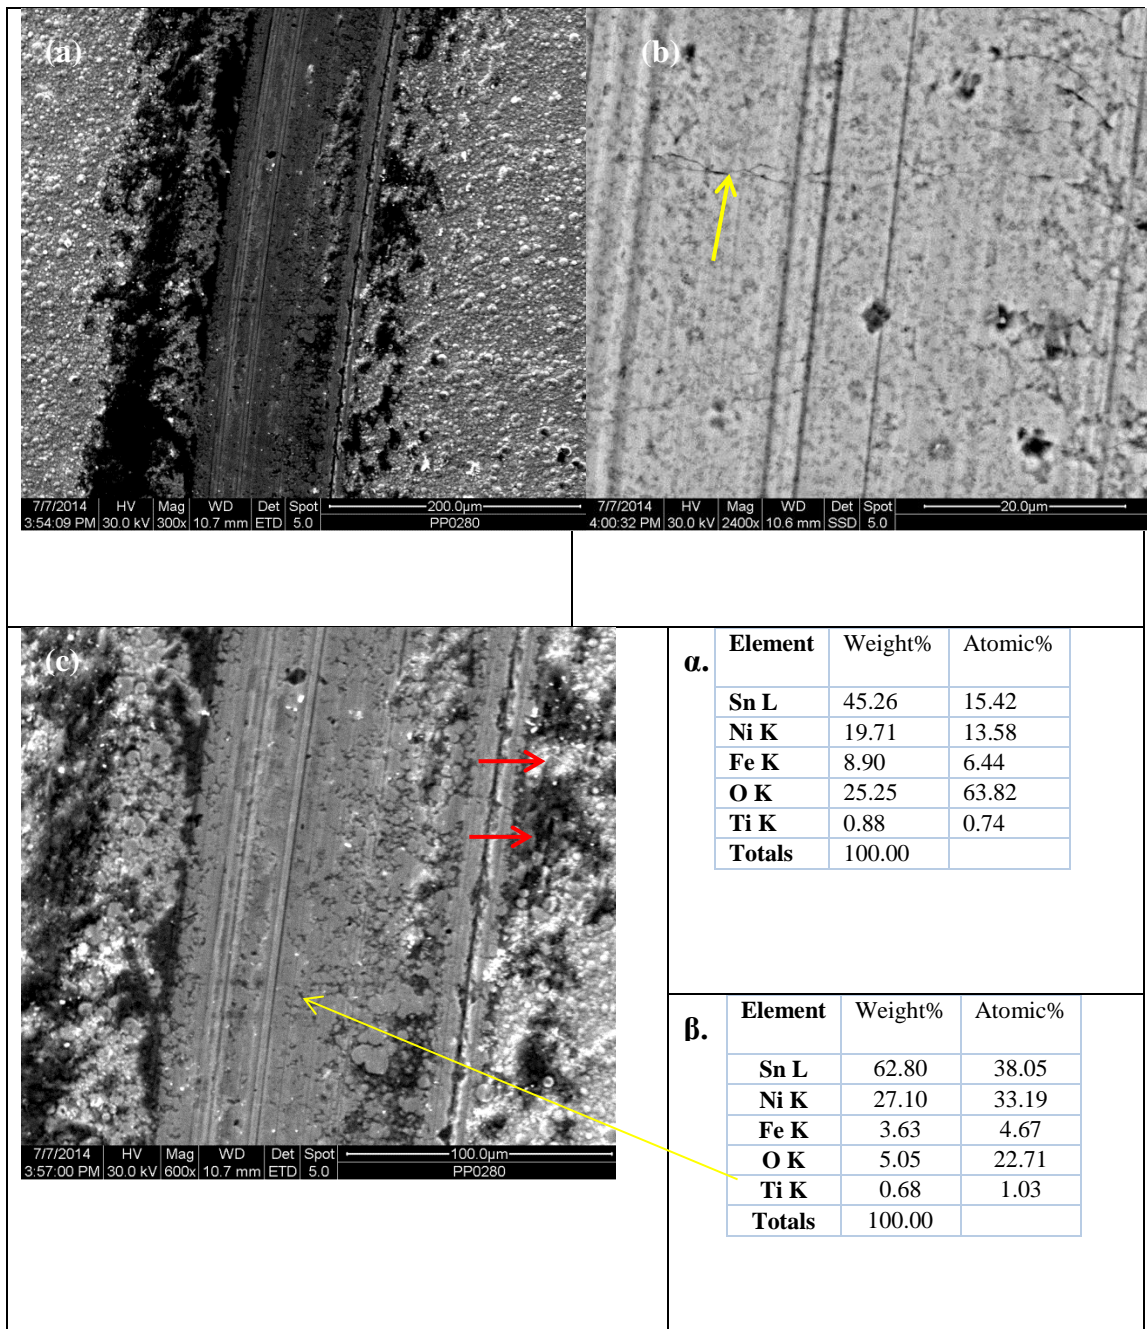 (a)
(b)
7/7/2014 HV Mag WD Det Spot 200.0µm
3:54:09 PM 30.0 kV 300x 10.7 mm ETD 5.0 PP0280
7/7/2014 HV Mag WD Det Spot 20.0µm
4:00:32 PM 30.0 kV 2400x 10.6 mm SSD 5.0
(c)
7/7/2014 HV Mag WD Det Spot 100.0µm
3:57:00 PM 30.0 kV 600x 10.7 mm ETD 5.0 PP0280
α.
Element Weight% Atomic%
Sn L 45.26 15.42
Ni K 19.71 13.58
Fe K 8.90 6.44
O K 25.25 63.82
Ti K 0.88 0.74
Totals 100.00
β.
Element Weight% Atomic%
Sn L 62.80 38.05
Ni K 27.10 33.19
Fe K 3.63 4.67
O K 5.05 22.71
Ti K 0.68 1.03
Totals 100.00